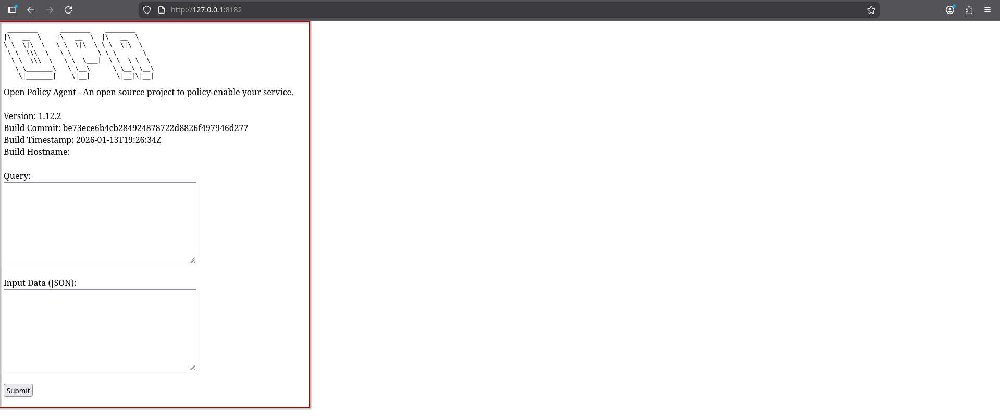 http://127.0.0.1:8182
 ________      ________    ________
|\   __  \    |\   __  \  |\   __  \
\ \  \|\  \   \ \  \|\  \ \ \  \|\  \
 \ \  \\\  \   \ \   ____\ \ \   __  \
  \ \  \\\  \   \ \  \___|  \ \  \ \  \
   \ \_______\   \ \__\      \ \__\ \__\
    \|_______|    \|__|       \|__|\|__|
Open Policy Agent - An open source project to policy-enable your service.
Version: 1.12.2
Build Commit: be73ece6b4cb284924878722d8826f497946d277
Build Timestamp: 2026-01-13T19:26:34Z
Build Hostname:
Query:
Input Data (JSON):
Submit